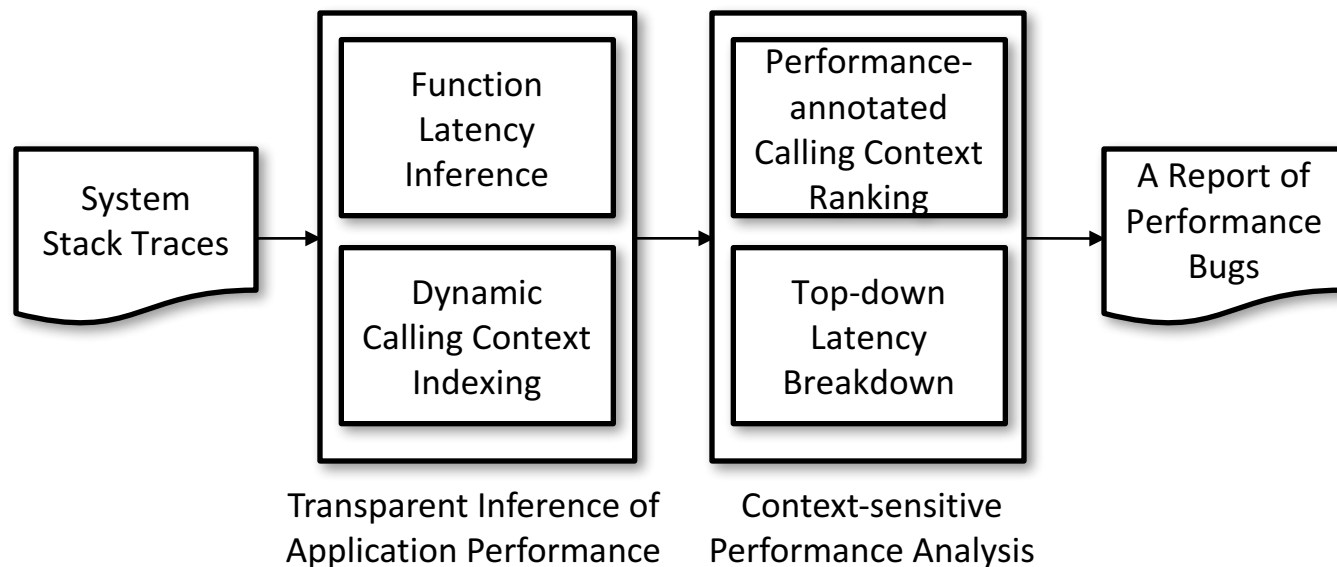 System
Stack Traces
Function
Latency
Inference
Dynamic
Calling Context
Indexing
Transparent Inference of
Application Performance
Performance-
annotated
Calling Context
Ranking
Top-down
Latency
Breakdown
Context-sensitive
Performance Analysis
A Report of
Performance
Bugs